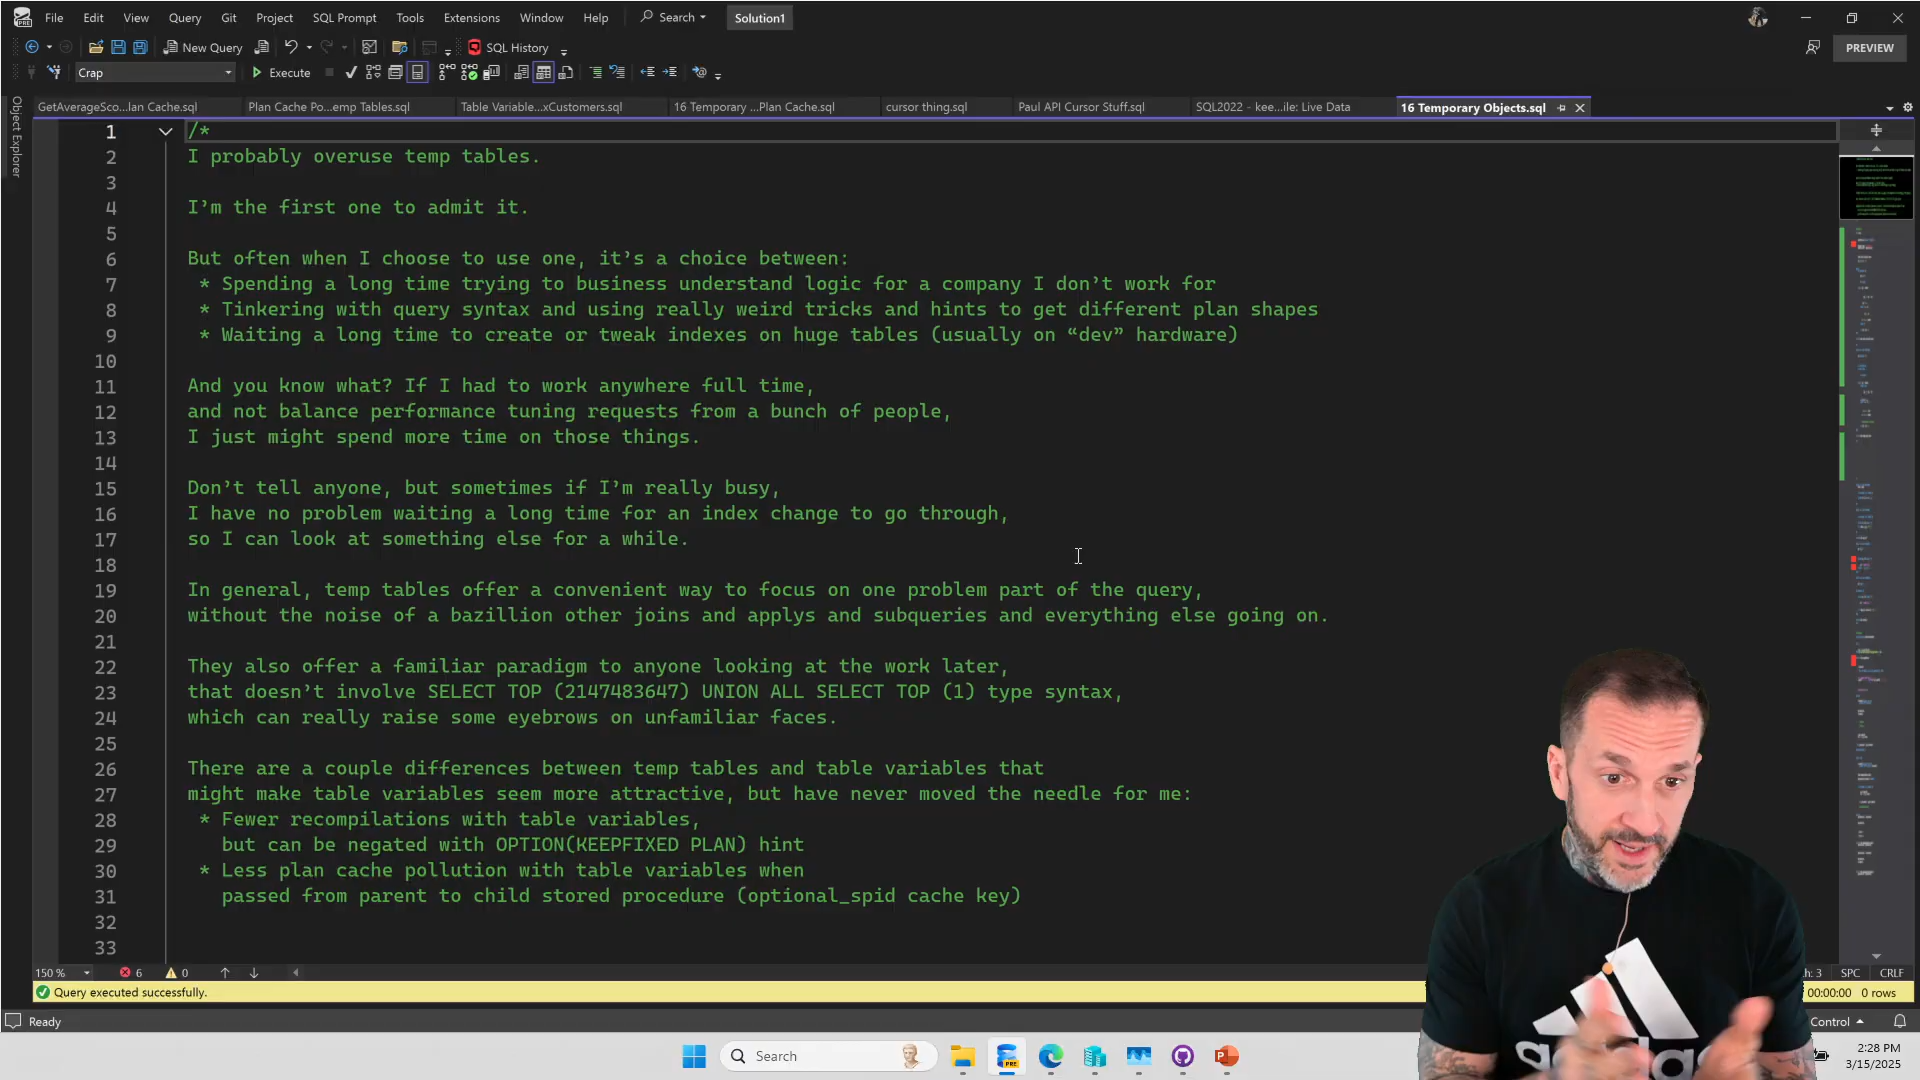 File Edit View Query Git Project SQL Prompt Tools Extensions Window Help Search Solution1
New Query SQL History PREVIEW
Crap Execute
GetAverageSco...lan Cache.sql Plan Cache Po...emp Tables.sql Table Variable...xCustomers.sql 16 Temporary ...Plan Cache.sql cursor thing.sql Paul API Cursor Stuff.sql SQL2022 - kee...ile: Live Data 16 Temporary Objects.sql
Object Explorer
1 /*
2 I probably overuse temp tables.
3
4 I’m the first one to admit it.
5
6 But often when I choose to use one, it’s a choice between:
7 * Spending a long time trying to business understand logic for a company I don’t work for
8 * Tinkering with query syntax and using really weird tricks and hints to get different plan shapes
9 * Waiting a long time to create or tweak indexes on huge tables (usually on “dev” hardware)
10
11 And you know what? If I had to work anywhere full time,
12 and not balance performance tuning requests from a bunch of people,
13 I just might spend more time on those things.
14
15 Don’t tell anyone, but sometimes if I’m really busy,
16 I have no problem waiting a long time for an index change to go through,
17 so I can look at something else for a while.
18
19 In general, temp tables offer a convenient way to focus on one problem part of the query,
20 without the noise of a bazillion other joins and applys and subqueries and everything else going on.
21
22 They also offer a familiar paradigm to anyone looking at the work later,
23 that doesn’t involve SELECT TOP (2147483647) UNION ALL SELECT TOP (1) type syntax,
24 which can really raise some eyebrows on unfamiliar faces.
25
26 There are a couple differences between temp tables and table variables that
27 might make table variables seem more attractive, but have never moved the needle for me:
28 * Fewer recompilations with table variables,
29 but can be negated with OPTION(KEEPFIXED PLAN) hint
30 * Less plan cache pollution with table variables when
31 passed from parent to child stored procedure (optional_spid cache key)
32
33
150 % 6 0 h: 3 SPC CRLF
Query executed successfully. 00:00:00 0 rows
Ready Control
Search
2:28 PM
3/15/2025